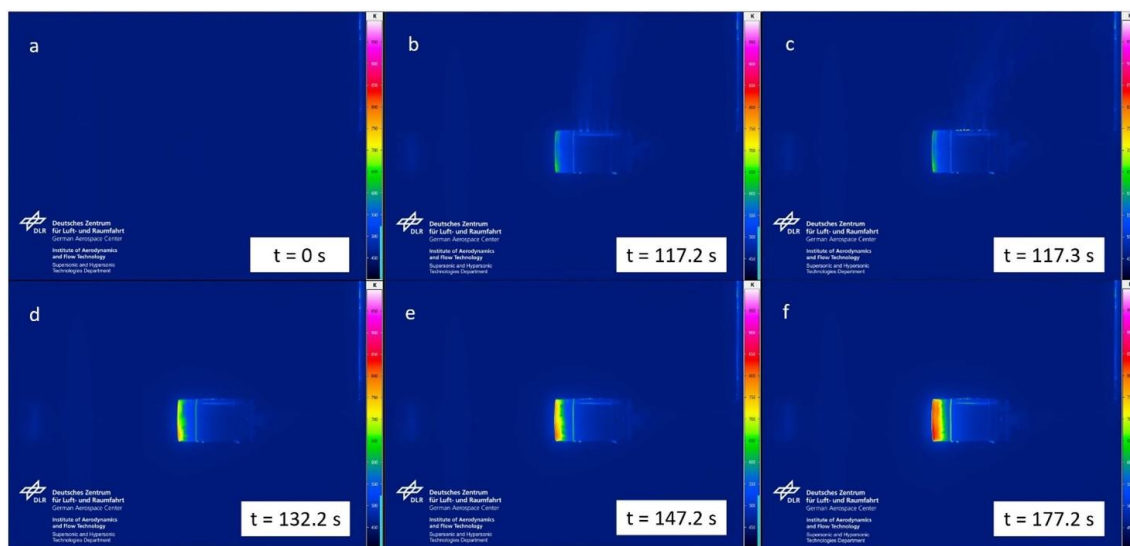 a
K
DLR
Deutsches Zentrum
für Luft- und Raumfahrt
German Aerospace Center
Institute of Aerodynamics
and Flow Technology
Supersonic and Hypersonic
Technologies Department
t = 0 s
b
K
DLR
Deutsches Zentrum
für Luft- und Raumfahrt
German Aerospace Center
Institute of Aerodynamics
and Flow Technology
Supersonic and Hypersonic
Technologies Department
t = 117.2 s
c
DLR
Deutsches Zentrum
für Luft- und Raumfahrt
German Aerospace Center
Institute of Aerodynamics
and Flow Technology
Supersonic and Hypersonic
Technologies Department
t = 117.3 s
d
K
DLR
Deutsches Zentrum
für Luft- und Raumfahrt
German Aerospace Center
Institute of Aerodynamics
and Flow Technology
Supersonic and Hypersonic
Technologies Department
t = 132.2 s
e
K
DLR
Deutsches Zentrum
für Luft- und Raumfahrt
German Aerospace Center
Institute of Aerodynamics
and Flow Technology
Supersonic and Hypersonic
Technologies Department
t = 147.2 s
f
DLR
Deutsches Zentrum
für Luft- und Raumfahrt
German Aerospace Center
Institute of Aerodynamics
and Flow Technology
Supersonic and Hypersonic
Technologies Department
t = 177.2 s